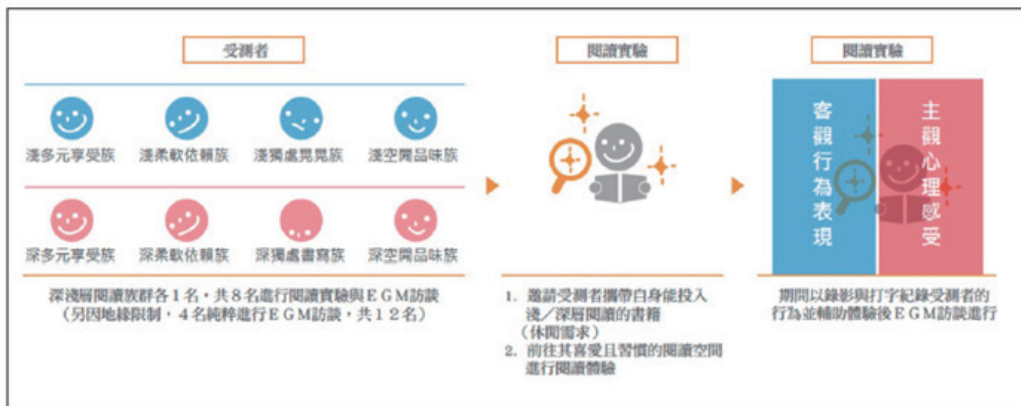 受測者
淺多元享受族
淺柔軟依賴族
淺獨處晃晃族
淺空間品味族
深多元享受族
深柔軟依賴族
深獨處書寫族
深空間品味族
深淺層閱讀族群各1名，共8名進行閱讀實驗與EGM訪談
（另因地緣限制，4名純粹進行EGM訪談，共12名）
閱讀實驗
1. 邀請受測者攜帶自身能投入
淺／深層閱讀的書籍
（休閒需求）
2. 前往其喜愛且習慣的閱讀空間
進行閱讀體驗
閱讀實驗
客觀行為表現
主觀心理感受
期間以錄影與打字紀錄受測者的
行為並輔助體驗後EGM訪談進行